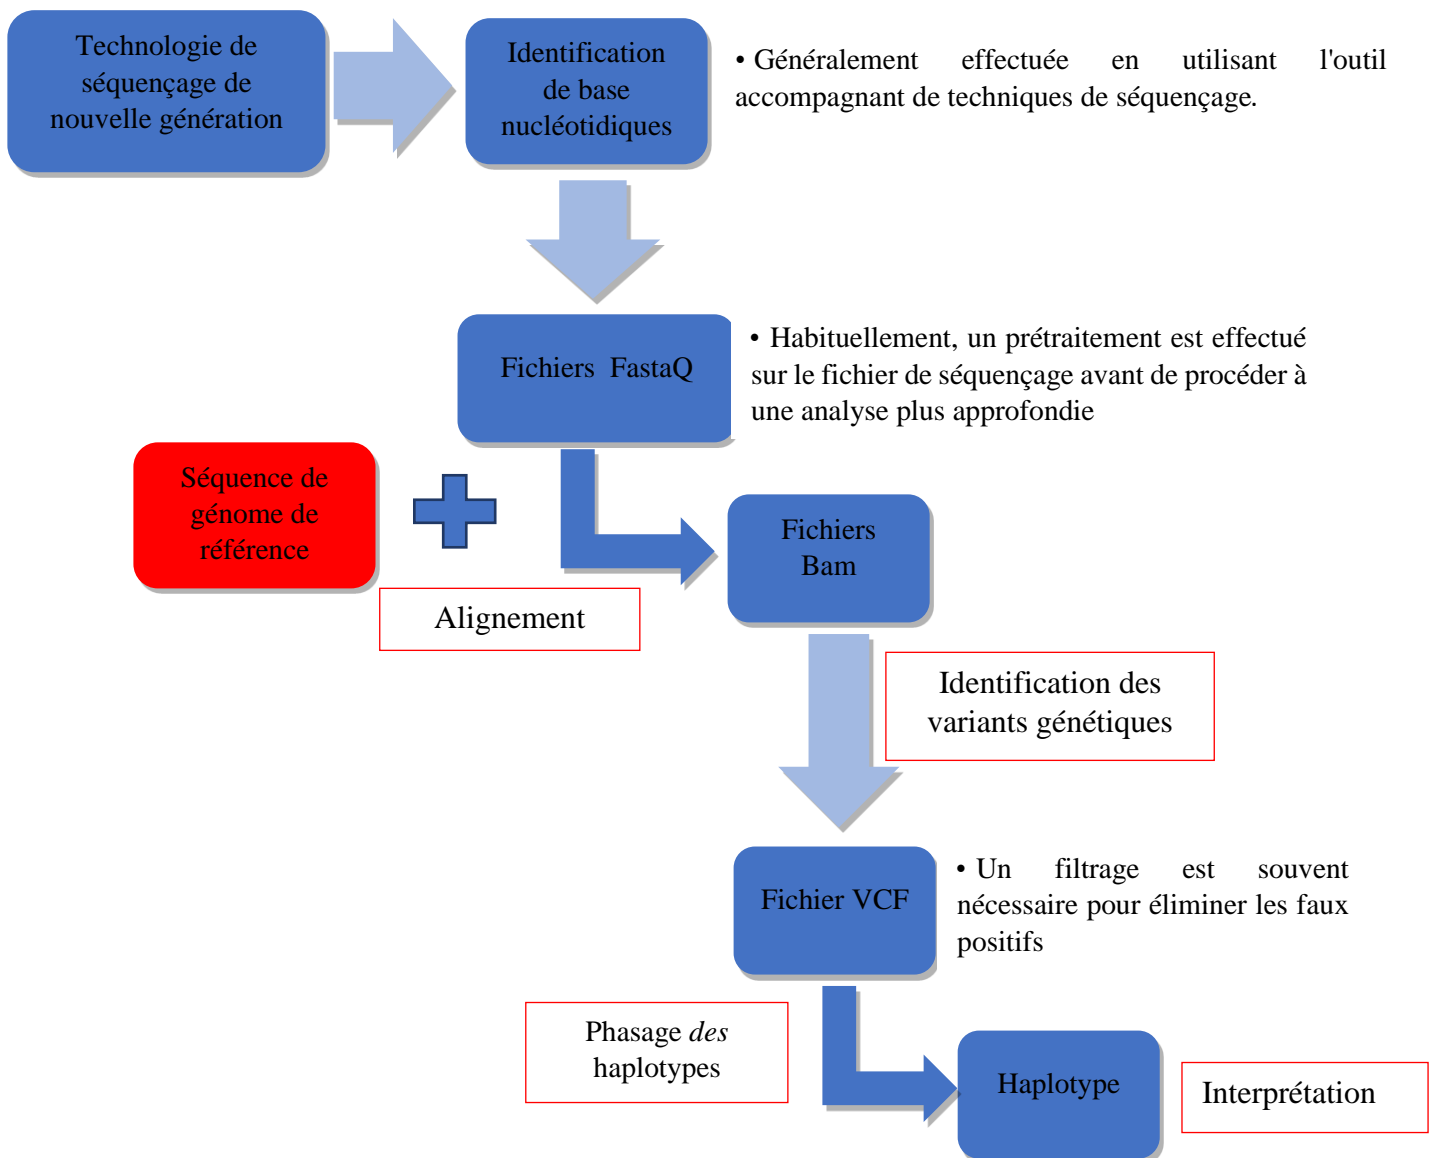 Technologie de
séquençage de
nouvelle génération
Identification
de base
nucléotidiques
• Généralement effectuée en utilisant l'outil
accompagnant de techniques de séquençage.
Fichiers FastaQ
• Habituellement, un prétraitement est effectué
sur le fichier de séquençage avant de procéder à
une analyse plus approfondie
Séquence de
génome de
référence
Alignement
Fichiers
Bam
Identification des
variants génétiques
Fichier VCF
• Un filtrage est souvent
nécessaire pour éliminer les faux
positifs
Phasage des
haplotypes
Haplotype
Interprétation